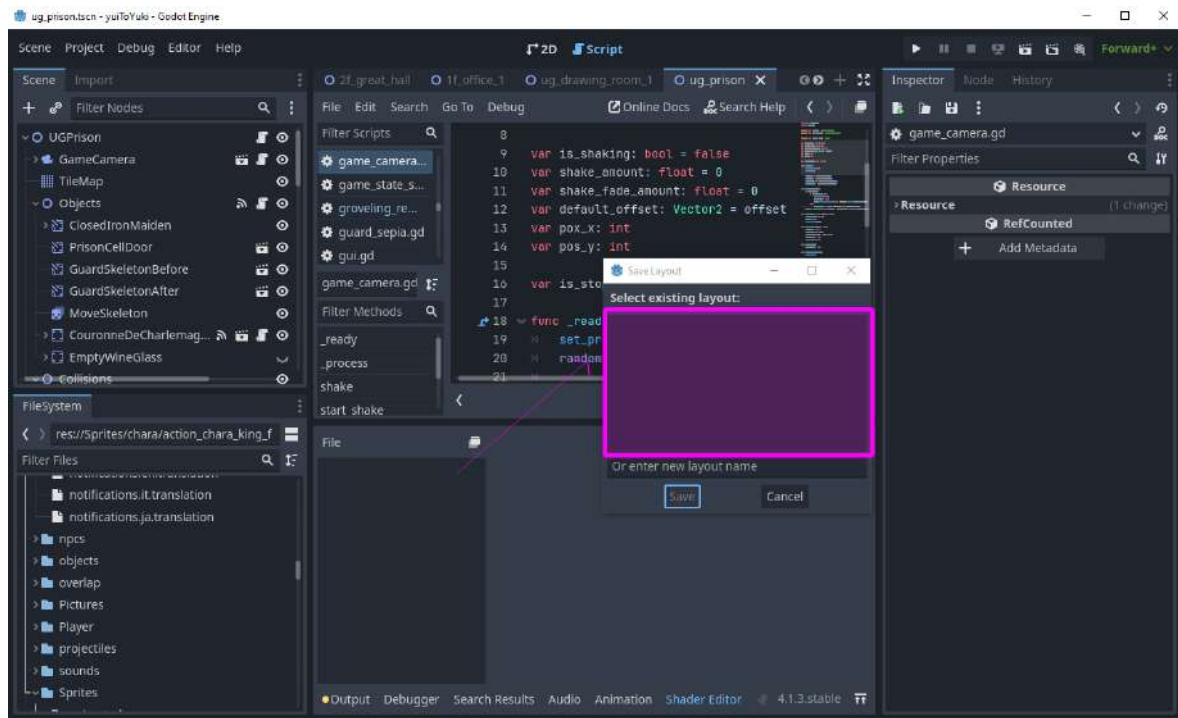 ug_prison.tscn - yuiToYuki - Godot Engine
Scene Project Debug Editor Help
2D Script
Forward+
Scene Import
Filter Nodes
UGPrison
GameCamera
TileMap
Objects
ClosedIronMaiden
PrisonCellDoor
GuardSkeletonBefore
GuardSkeletonAfter
MoveSkeleton
CouronneDeCharlemag...
EmptyWineGlass
Collisions
FileSystem
res://Sprites/chara/action_chara_king_f
Filter Files
notifications.it.translation
notifications.ja.translation
npcs
objects
overlap
Pictures
Player
projectiles
sounds
Sprites
2f_great_hall 1f_office_1 ug_drawing_room_1 ug_prison
File Edit Search Go To Debug Online Docs Search Help
Filter Scripts
game_camera...
game_state_s...
groveling_re...
guard_sepia.gd
gui.gd
game_camera.gd
Filter Methods
_ready
_process
shake
start_shake
8
9 var is_shaking: bool = false
10 var shake_amount: float = 0
11 var shake_fade_amount: float = 0
12 var default_offset: Vector2 = offset
13 var pox_x: int
14 var pos_y: int
15
16 var is_sto
17
18 func _read
19 set_pr
20 random
21
File
Save Layout
Select existing layout:
Or enter new layout name
Save Cancel
Output Debugger Search Results Audio Animation Shader Editor 4.1.3.stable
Inspector Node History
game_camera.gd
Filter Properties
Resource
Resource (1 change)
RefCounted
Add Metadata